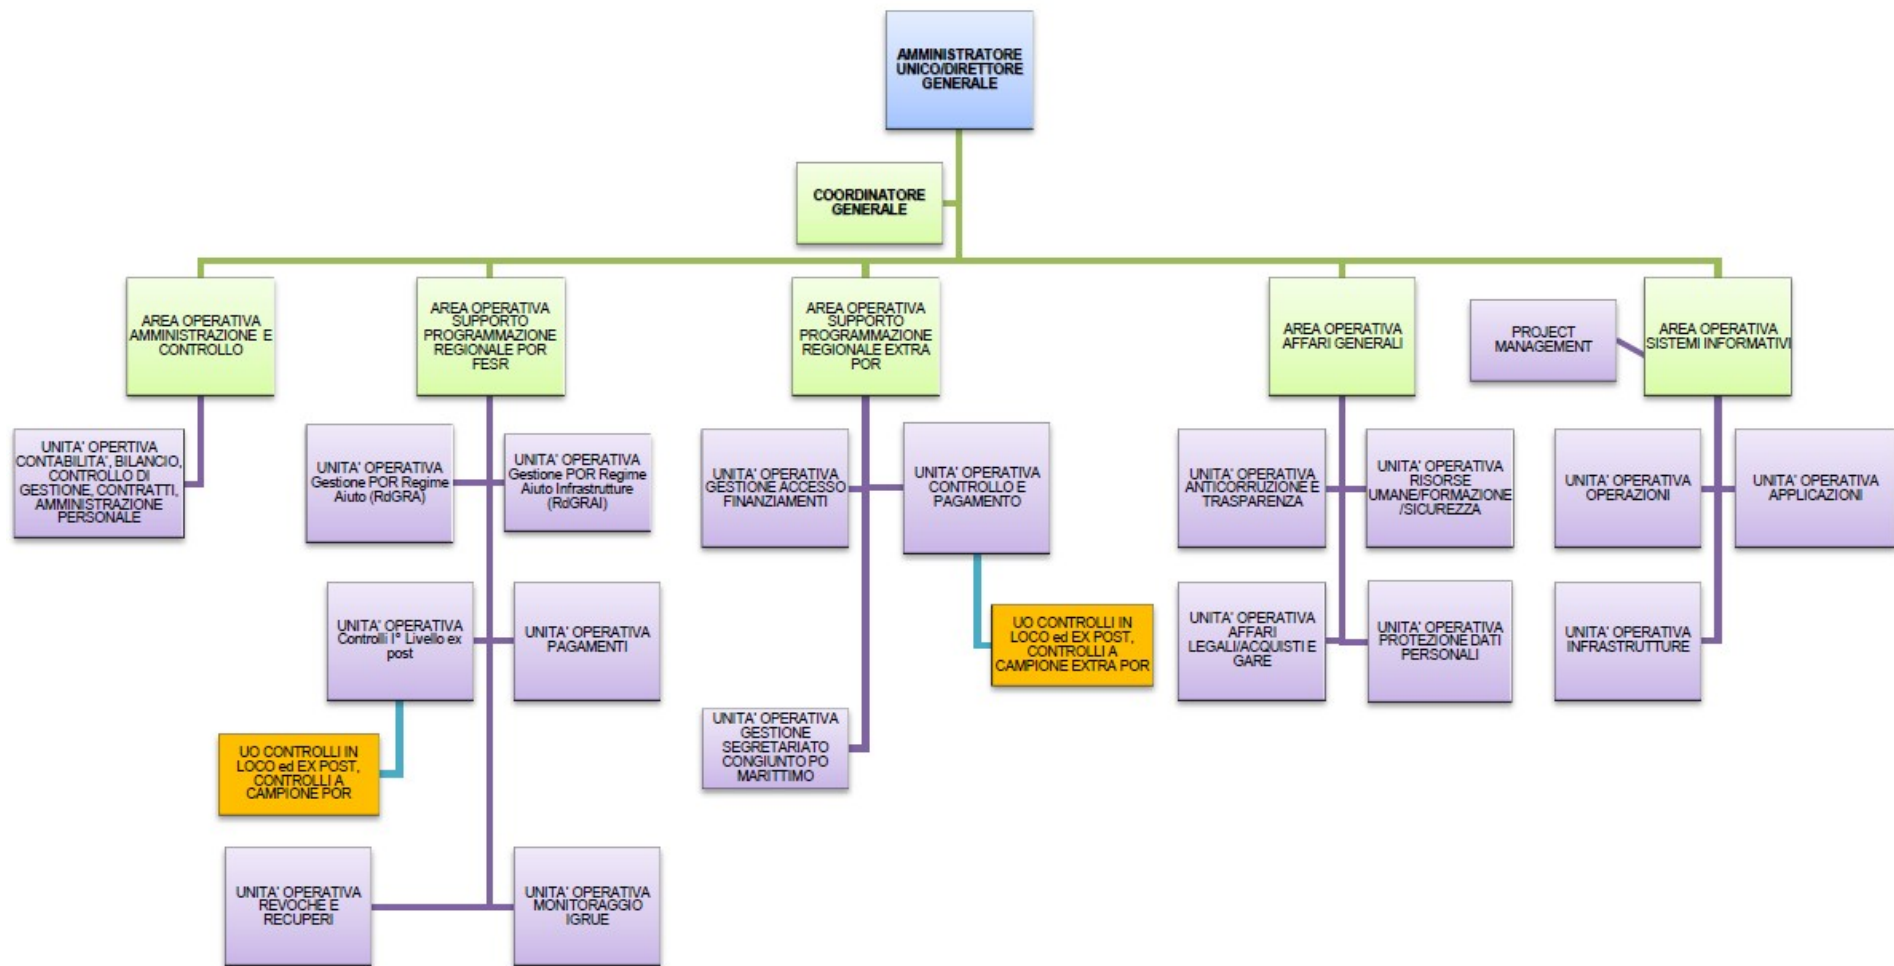 AMMINISTRATORE
UNICO/DIRETTORE
GENERALE
COORDINATORE
GENERALE
AREA OPERATIVA
AMMINISTRAZIONE E
CONTROLLO
AREA OPERATIVA
SUPPORTO
PROGRAMMAZIONE
REGIONALE POR
FESR
AREA OPERATIVA
SUPPORTO
PROGRAMMAZIONE
REGIONALE EXTRA
POR
AREA OPERATIVA
AFFARI GENERALI
PROJECT
MANAGEMENT
AREA OPERATIVA
SISTEMI INFORMATIVI
UNITA' OPERTIVA
CONTABILITA', BILANCIO,
CONTROLLO DI
GESTIONE, CONTRATTI,
AMMINISTRAZIONE
PERSONALE
UNITA' OPERATIVA
Gestione POR Regime
Aiuto (RdGRA)
UNITA' OPERATIVA
Gestione POR Regime
Aiuto Infrastrutture
(RdGRAI)
UNITA' OPERATIVA
GESTIONE ACCESSO
FINANZIAMENTI
UNITA' OPERATIVA
CONTROLLO E
PAGAMENTO
UNITA' OPERATIVA
ANTICORRUZIONE E
TRASPARENZA
UNITA' OPERATIVA
RISORSE
UMANE/FORMAZIONE
/SICUREZZA
UNITA' OPERATIVA
OPERAZIONI
UNITA' OPERATIVA
APPLICAZIONI
UNITA' OPERATIVA
Controlli I° Livello ex
post
UNITA' OPERATIVA
PAGAMENTI
UO CONTROLLI IN
LOCO ed EX POST,
CONTROLLI A
CAMPIONE EXTRA POR
UNITA' OPERATIVA
AFFARI
LEGALI/ACQUISTI E
GARE
UNITA' OPERATIVA
PROTEZIONE DATI
PERSONALI
UNITA' OPERATIVA
INFRASTRUTTURE
UO CONTROLLI IN
LOCO ed EX POST,
CONTROLLI A
CAMPIONE POR
UNITA' OPERATIVA
GESTIONE
SEGRETARIATO
CONGIUNTO PO
MARITTIMO
UNITA' OPERATIVA
REVOCHE E
RECUPERI
UNITA' OPERATIVA
MONITORAGGIO
IGRUE